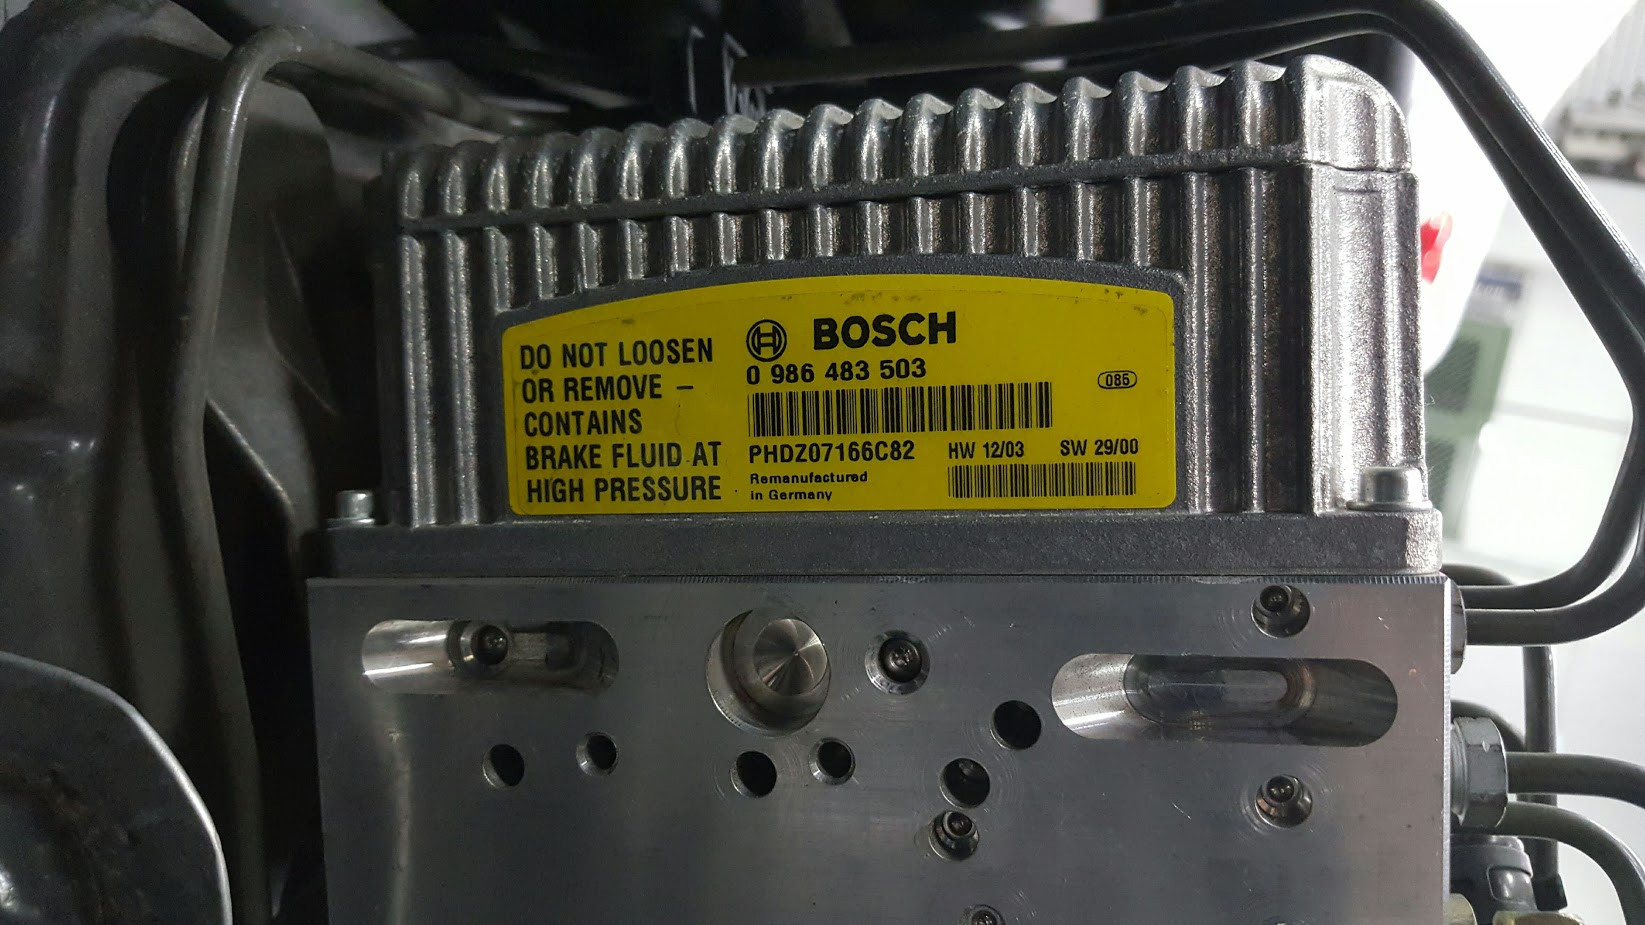 DO NOT LOOSEN
OR REMOVE –
CONTAINS
BRAKE FLUID AT
HIGH PRESSURE
BOSCH
0 986 483 503
085
PHDZ07166C82 HW 12/03 SW 29/00
Remanufactured
in Germany